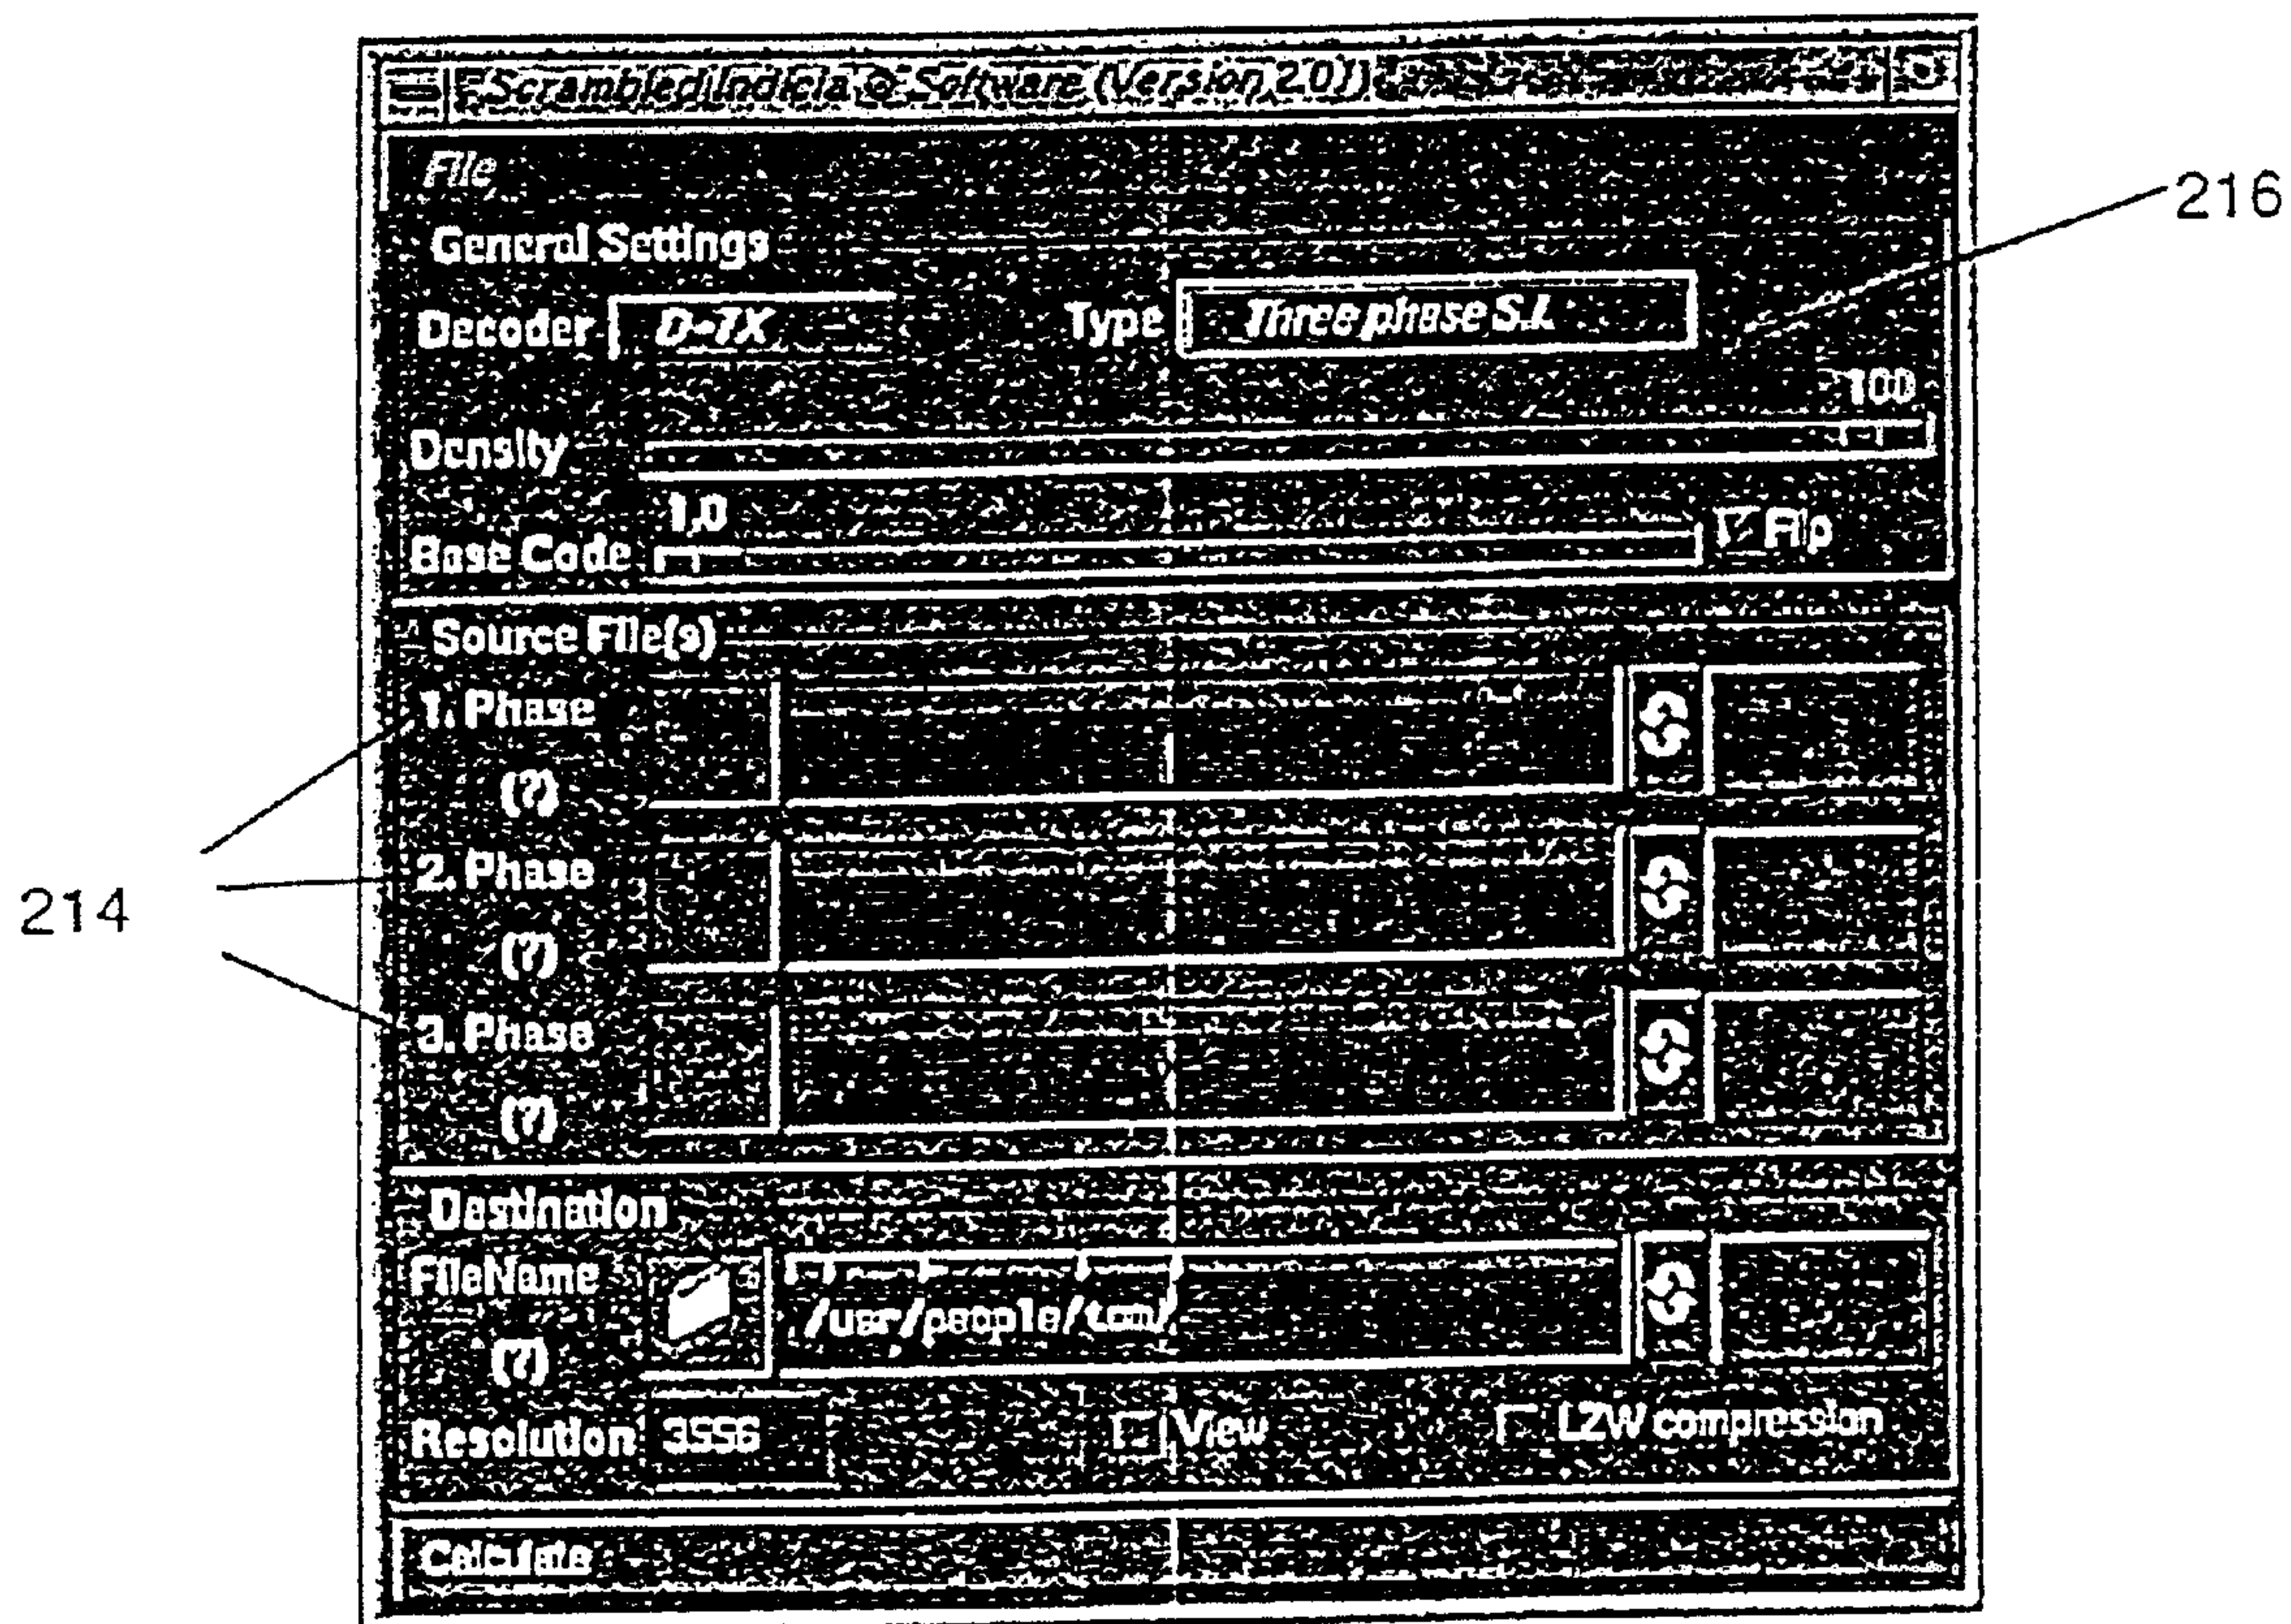 Scrambled Indicia @ Software (Version 2.0)
File
216
General Settings
Decoder D-7X Type Three phase S.I.
100
Density
1.0
Base Code Flip
Source File(s)
1. Phase
(?)
214
2. Phase
(?)
3. Phase
(?)
Destination
FileName /usr/people/tom/
(?)
Resolution 3556 View LZW compression
Calculate